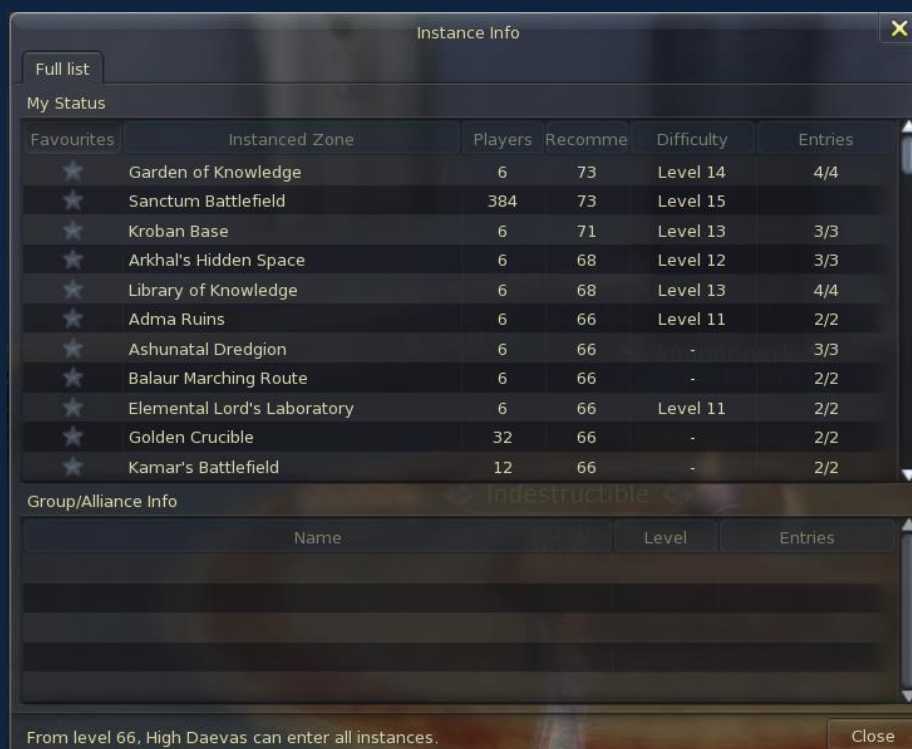 Instance Info
Full list
My Status
Favourites Instanced Zone Players Recomme Difficulty Entries
Garden of Knowledge 6 73 Level 14 4/4
Sanctum Battlefield 384 73 Level 15
Kroban Base 6 71 Level 13 3/3
Arkhal's Hidden Space 6 68 Level 12 3/3
Library of Knowledge 6 68 Level 13 4/4
Adma Ruins 6 66 Level 11 2/2
Ashunatal Dredgion 6 66 - 3/3
Balaur Marching Route 6 66 - 2/2
Elemental Lord's Laboratory 6 66 Level 11 2/2
Golden Crucible 32 66 - 2/2
Kamar's Battlefield 12 66 - 2/2
Indestructible
Group/Alliance Info
Name Level Entries
From level 66, High Daevas can enter all instances.
Close